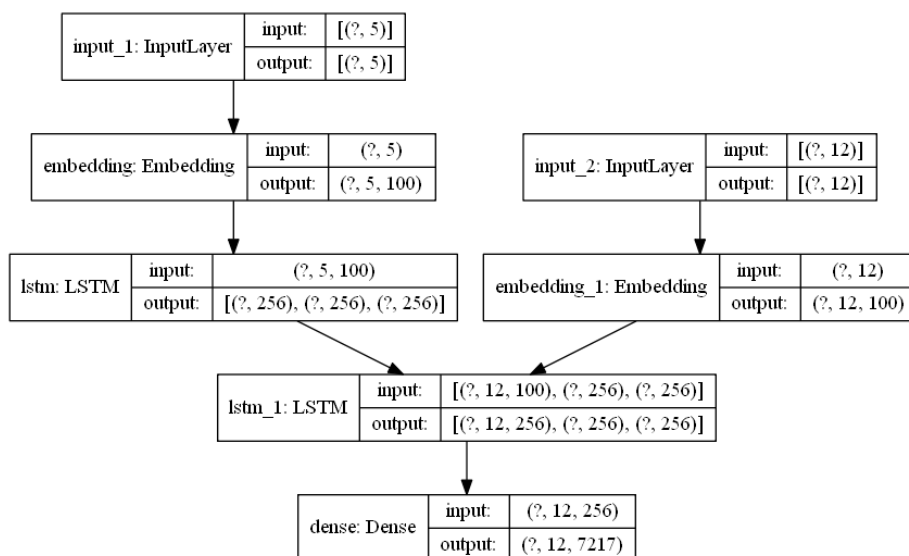 input_1: InputLayer
input: [(?, 5)]
output: [(?, 5)]
embedding: Embedding
input: (?, 5)
output: (?, 5, 100)
input_2: InputLayer
input: [(?, 12)]
output: [(?, 12)]
lstm: LSTM
input: (?, 5, 100)
output: [(?, 256), (?, 256), (?, 256)]
embedding_1: Embedding
input: (?, 12)
output: (?, 12, 100)
lstm_1: LSTM
input: [(?, 12, 100), (?, 256), (?, 256)]
output: [(?, 12, 256), (?, 256), (?, 256)]
dense: Dense
input: (?, 12, 256)
output: (?, 12, 7217)